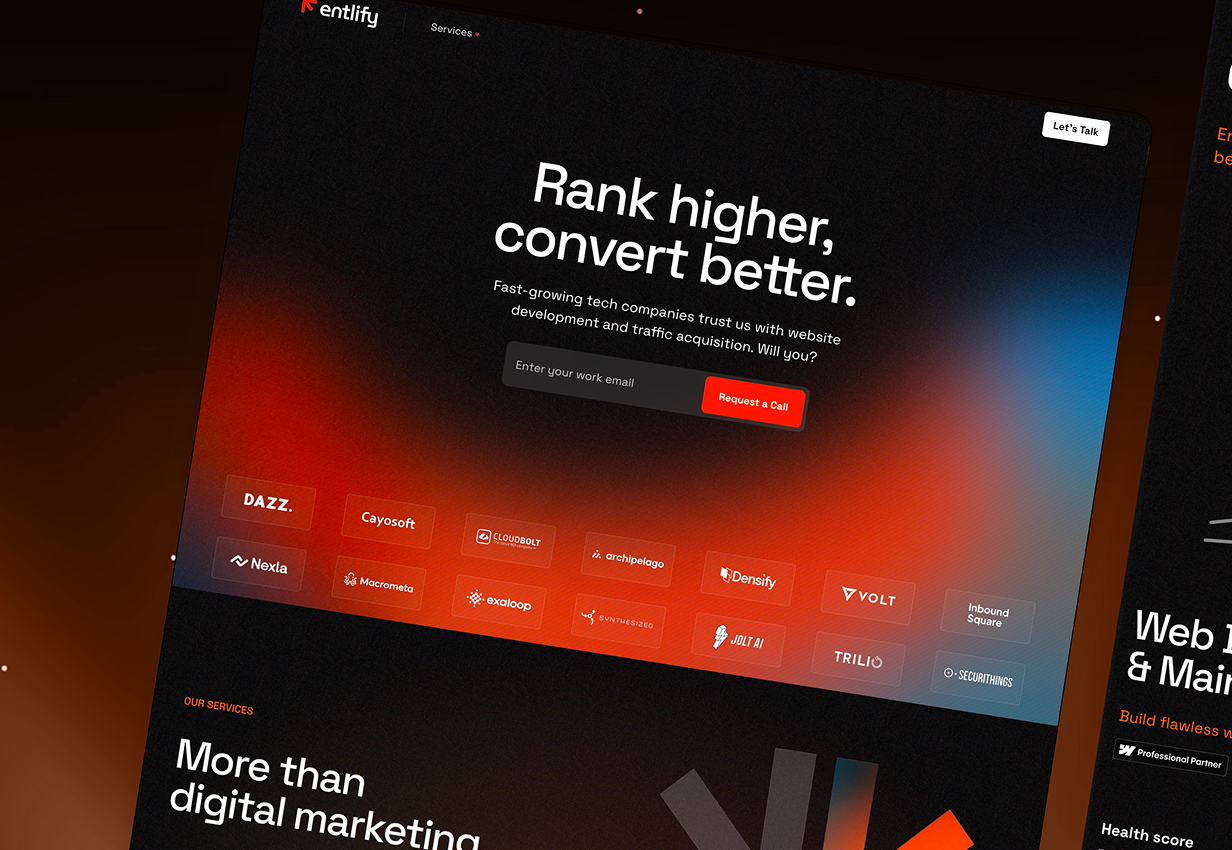 entlify
Services
Let's Talk
Rank higher,
convert better.
Fast-growing tech companies trust us with website
development and traffic acquisition. Will you?
Enter your work email
Request a Call
DAZZ.
Cayosoft
CLOUDBOLT
archipelago
Densify
VOLT
Inbound
Square
Nexla
Macrometa
exaloop
SYNTHESIZED
JOLT AI
TRILIO
SECURITHINGS
OUR SERVICES
More than
digital marketing
Web
& Main
Build flawless w
Professional Partner
Health score